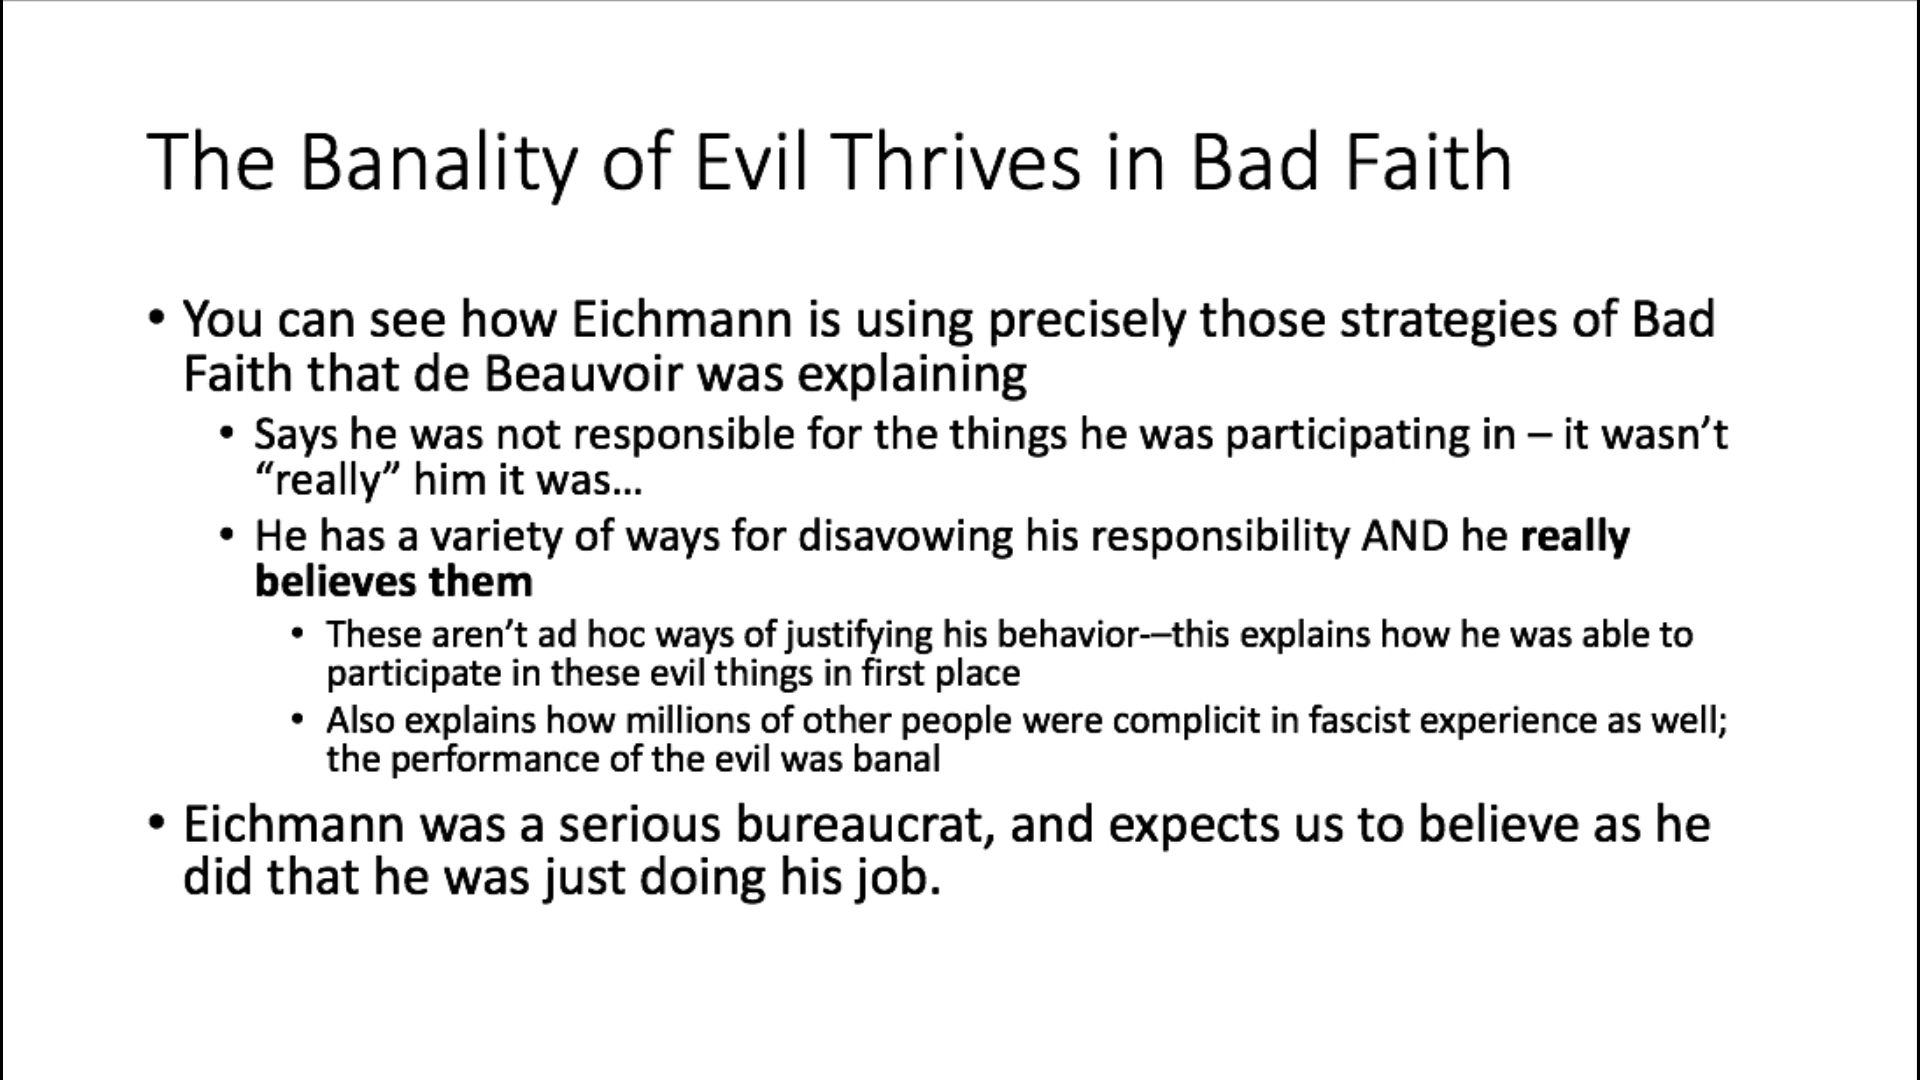 The Banality of Evil Thrives in Bad Faith
• You can see how Eichmann is using precisely those strategies of Bad
Faith that de Beauvoir was explaining
• Says he was not responsible for the things he was participating in – it wasn’t
“really” him it was...
• He has a variety of ways for disavowing his responsibility AND he really
believes them
• These aren’t ad hoc ways of justifying his behavior-–this explains how he was able to
participate in these evil things in first place
• Also explains how millions of other people were complicit in fascist experience as well;
the performance of the evil was banal
• Eichmann was a serious bureaucrat, and expects us to believe as he
did that he was just doing his job.